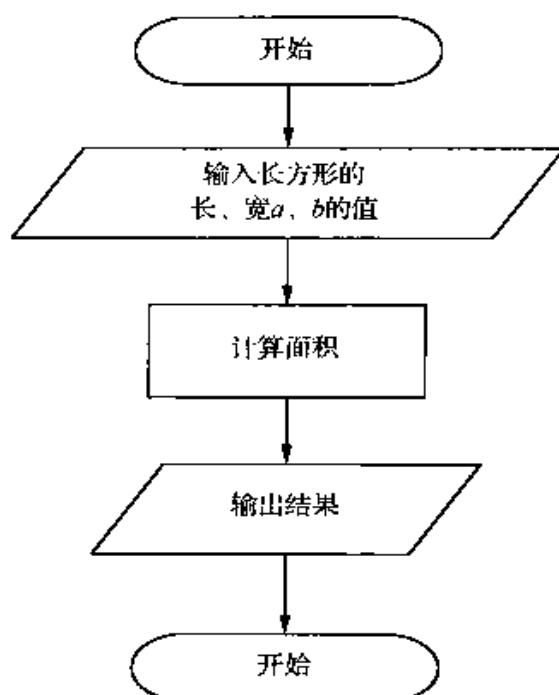 开始
输入长方形的
长、宽a、b的值
计算面积
输出结果
开始